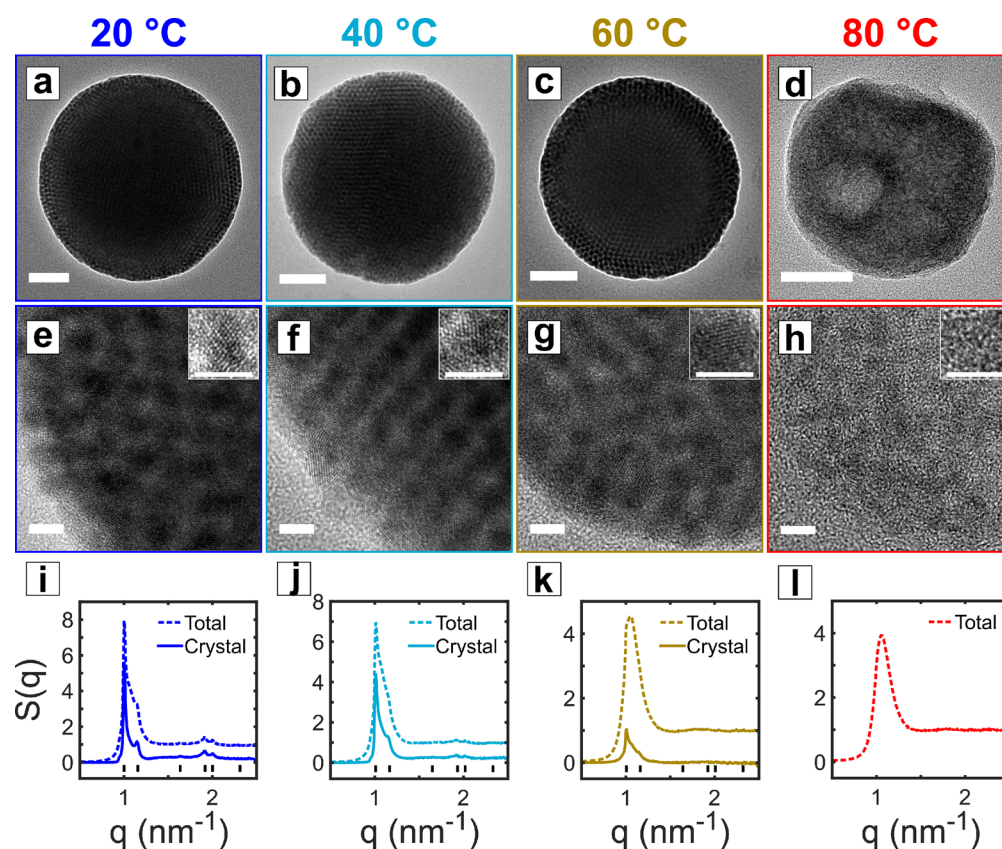 20 °C 40 °C 60 °C 80 °C
a b c d
e f g h
i j k l
8 Total
Crystal
6
4
2
0
8 Total
Crystal
6
4
2
0
4 Total
Crystal
2
0
4 Total
2
0
S(q)
1 2 1 2 1 2 1 2
q (nm⁻¹) q (nm⁻¹) q (nm⁻¹) q (nm⁻¹)